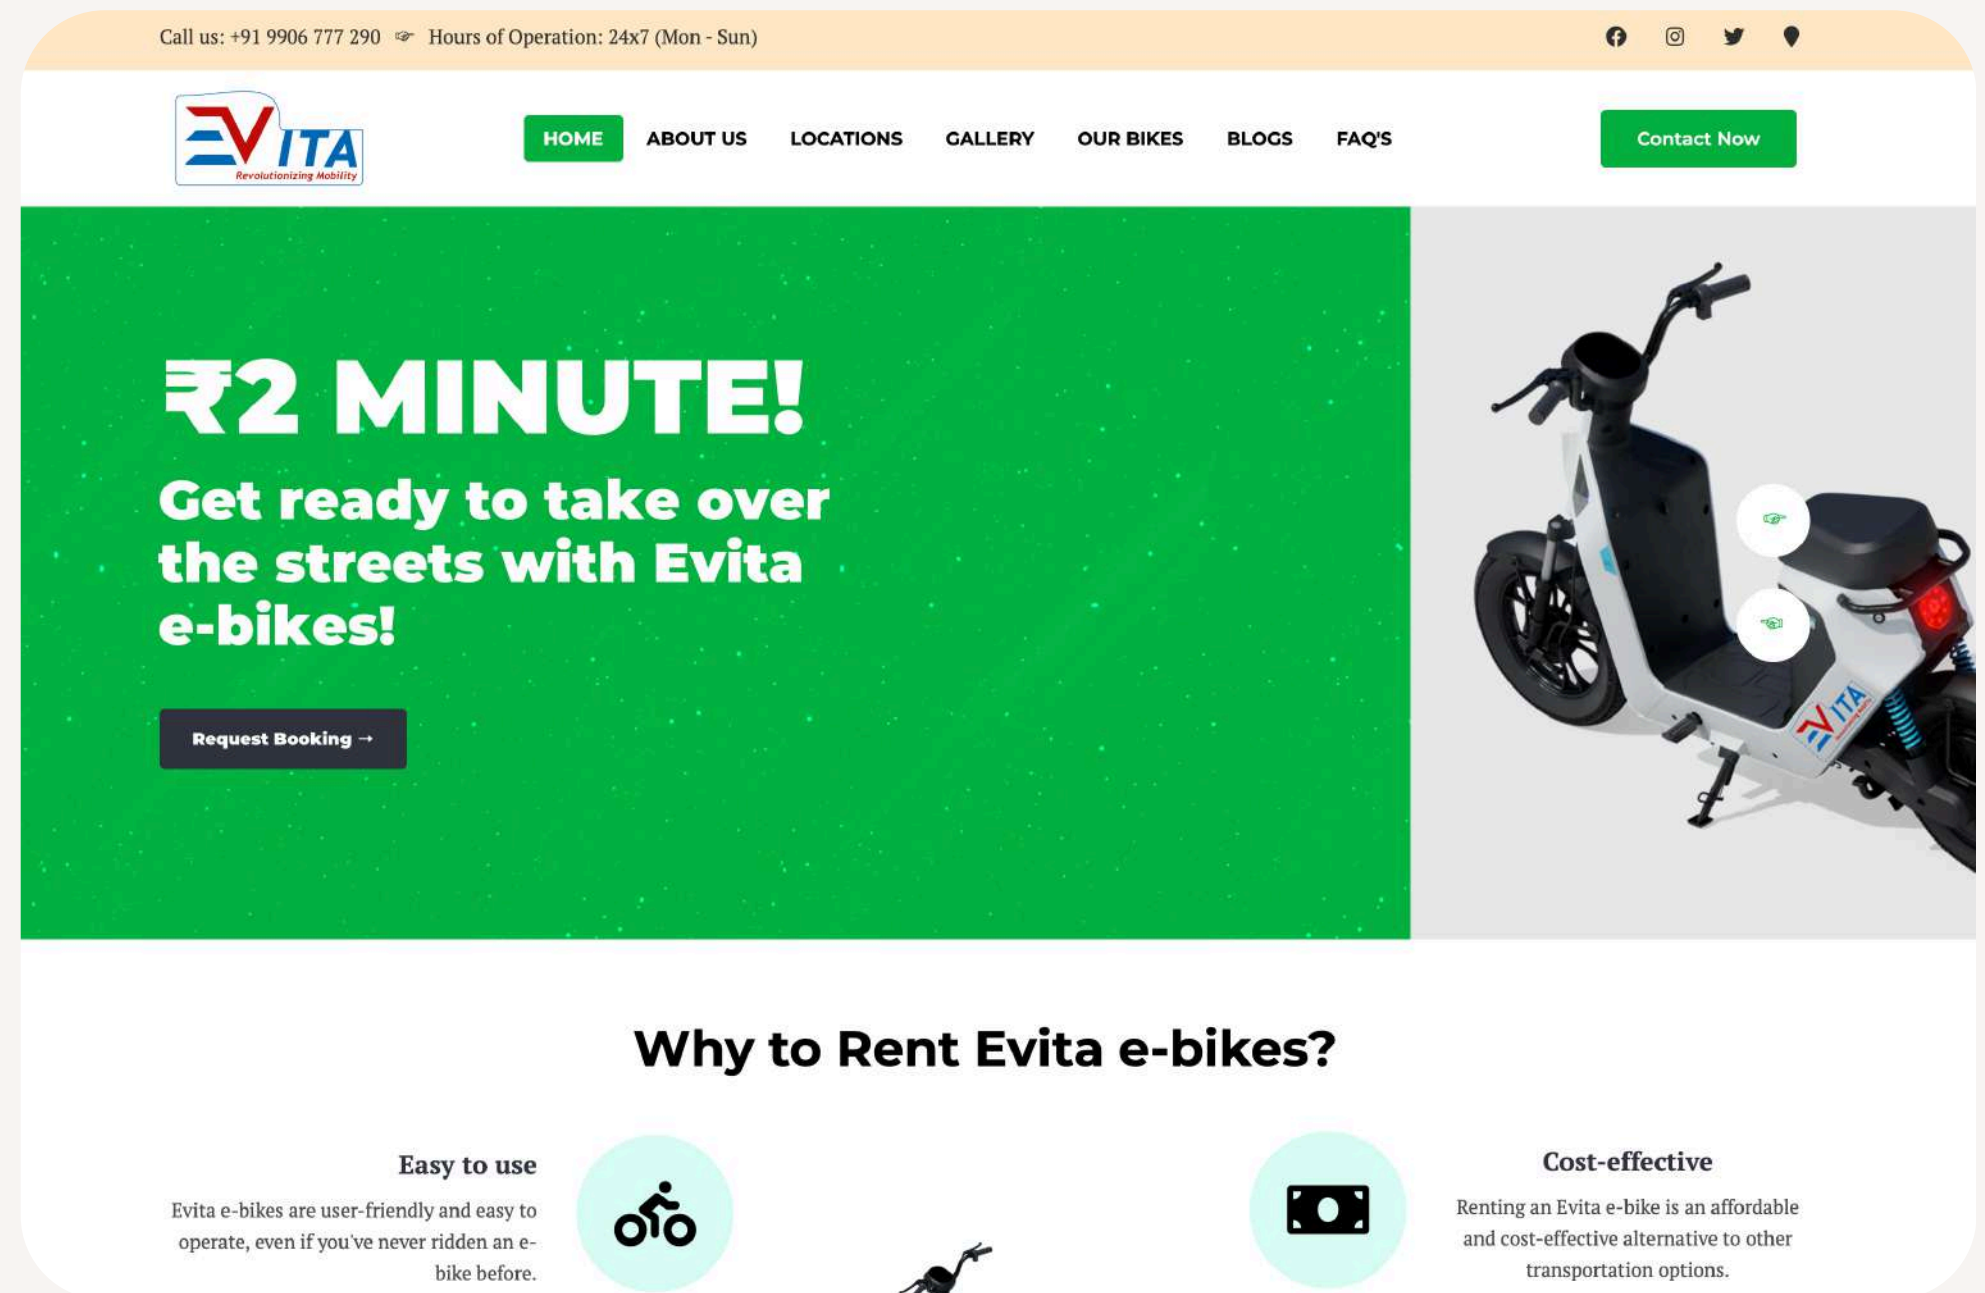 Call us: +91 9906 777 290 ☞ Hours of Operation: 24x7 (Mon - Sun)
EVITA
Revolutionizing Mobility
HOME ABOUT US LOCATIONS GALLERY OUR BIKES BLOGS FAQ'S
Contact Now
₹2 MINUTE!
Get ready to take over
the streets with Evita
e-bikes!
Request Booking →
EVITA
Why to Rent Evita e-bikes?
Easy to use
Evita e-bikes are user-friendly and easy to
operate, even if you've never ridden an e-
bike before.
Cost-effective
Renting an Evita e-bike is an affordable
and cost-effective alternative to other
transportation options.